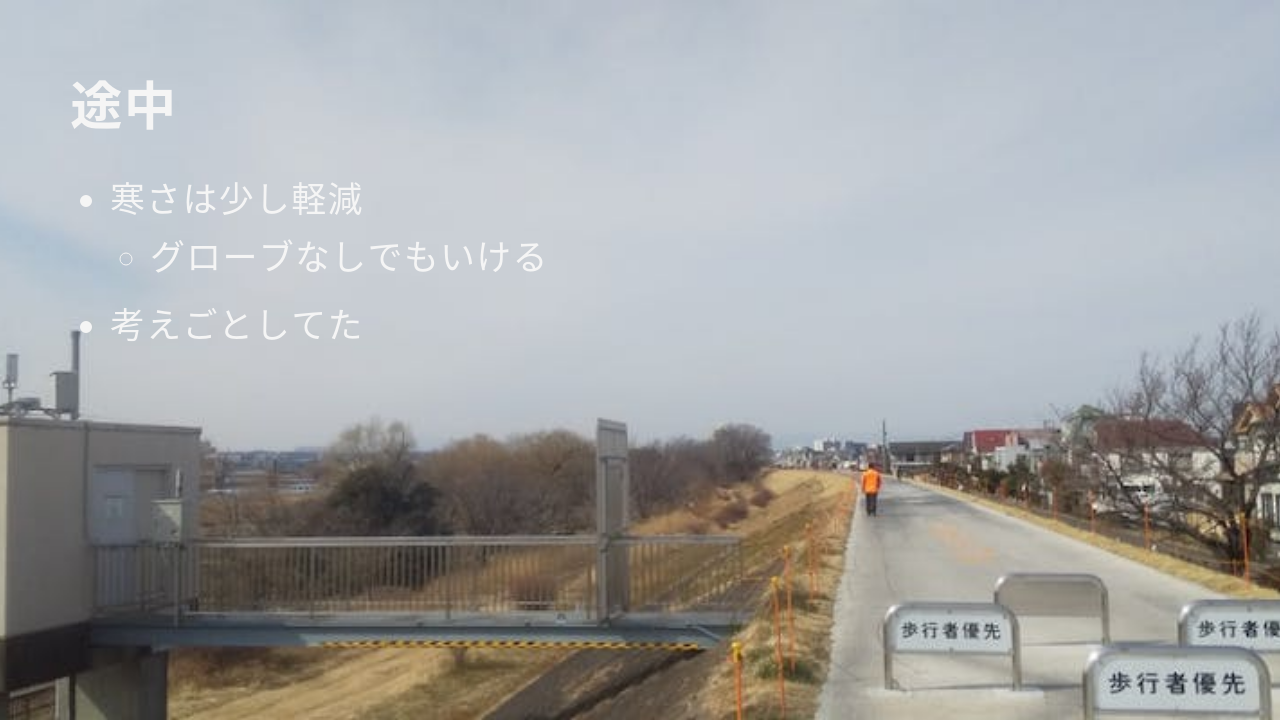 途中
• 寒さは少し軽減
○ グローブなしでもいける
• 考えごとしてた
歩行者優先
歩行者優
歩行者優先